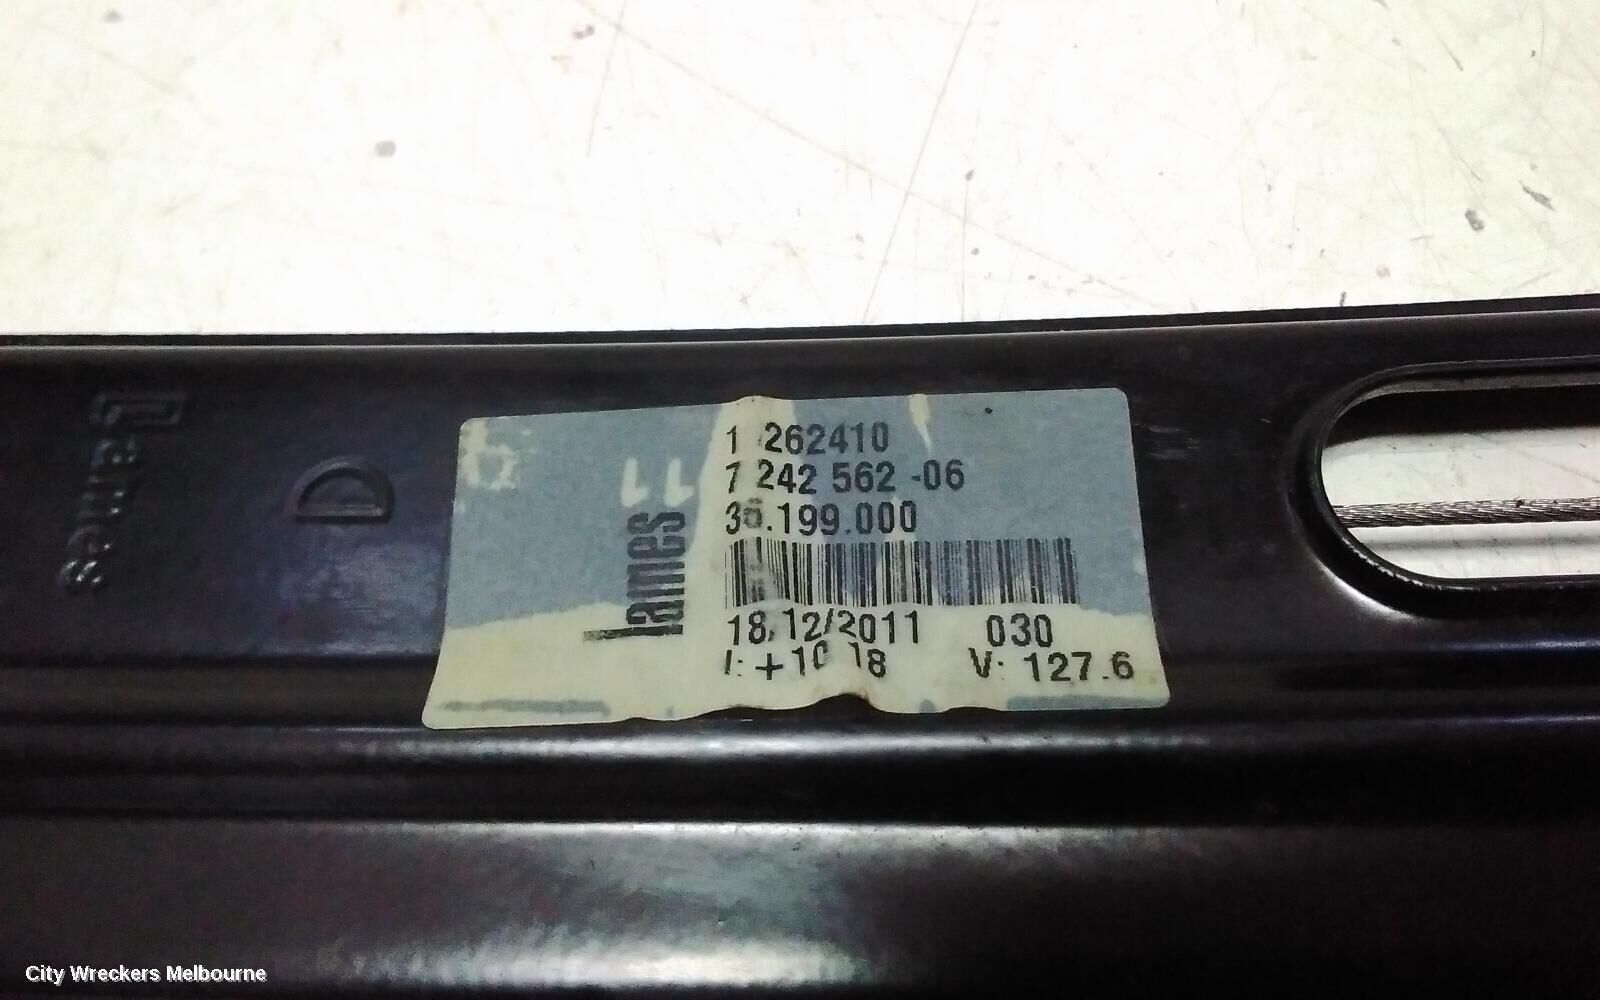 Lames
D
11
lames
1 262410
7 242 562 -06
36.199.000
18/12/2011 030
V: 127.6
City Wreckers Melbourne